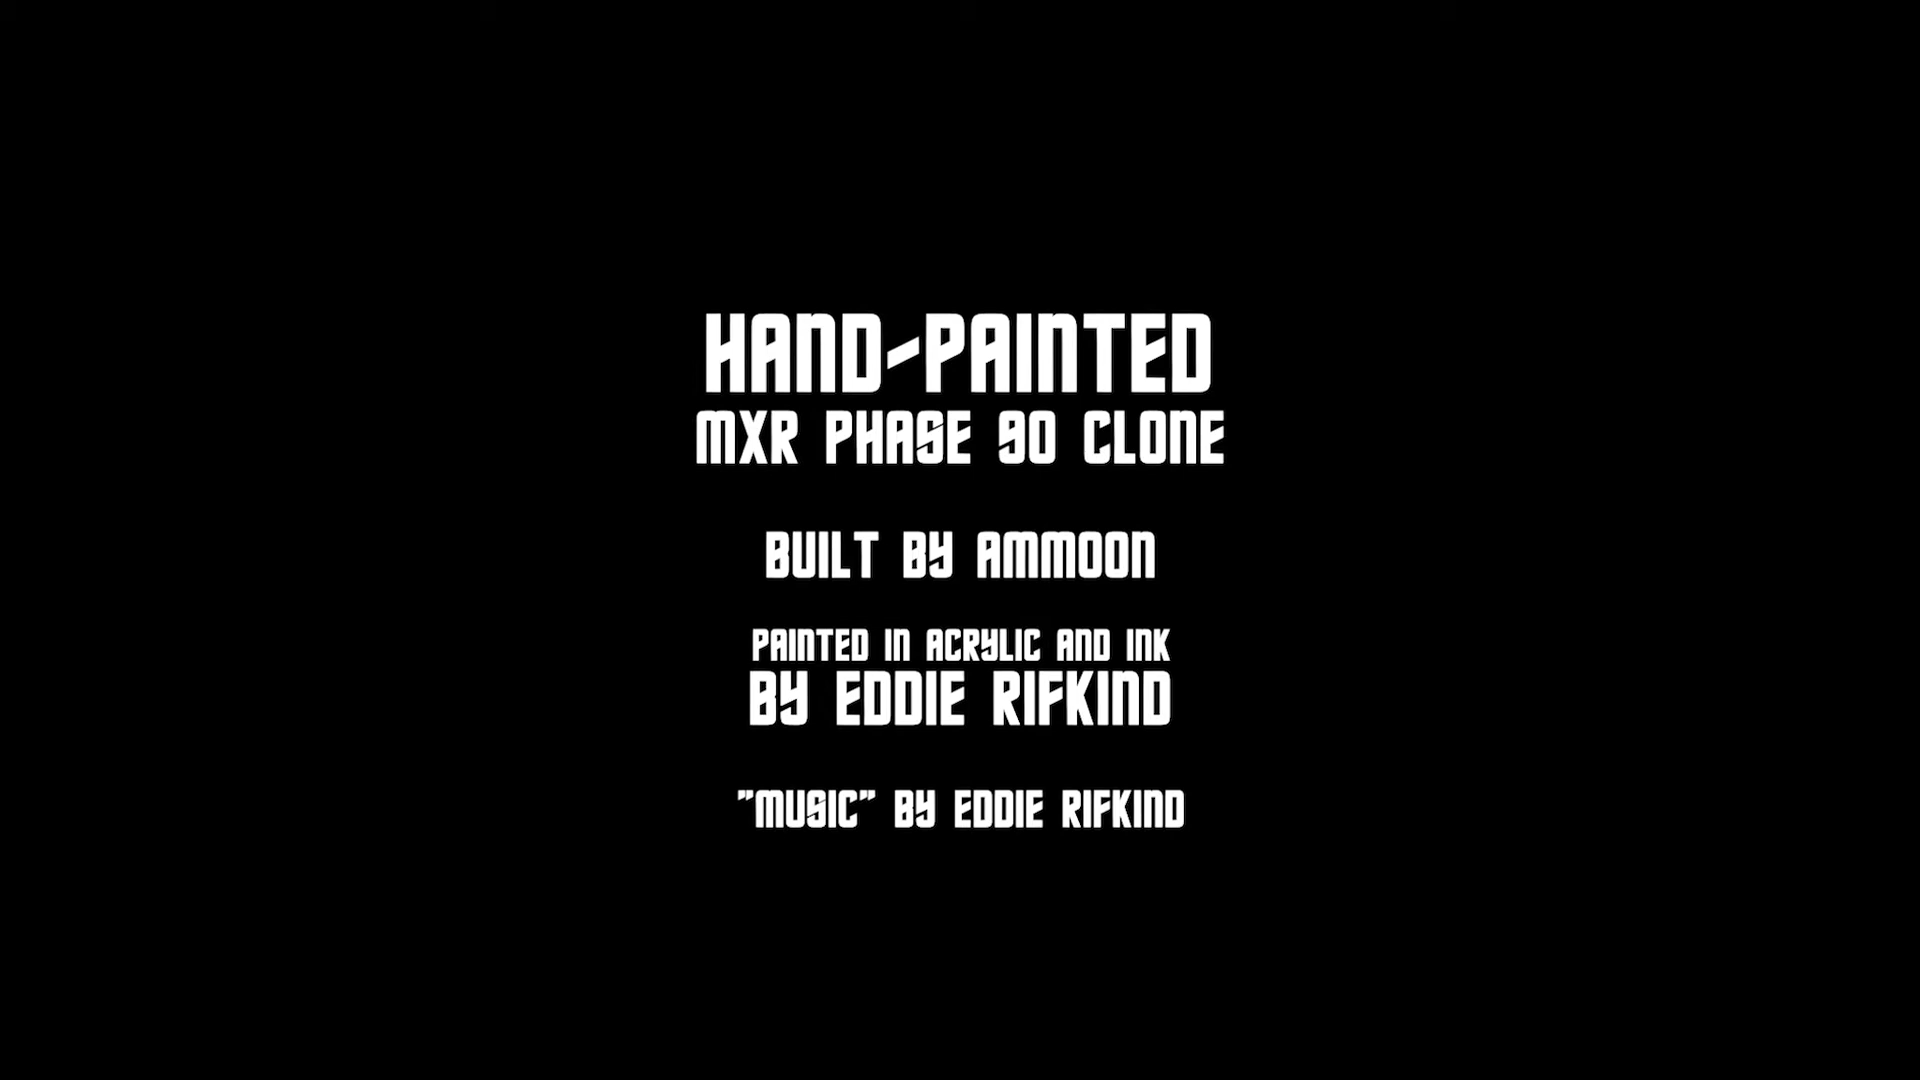 HAND-PAINTED
MXR PHASE 90 CLONE
BUILT BY AMMOON
PAINTED IN ACRYLIC AND INK
BY EDDIE RIFKIND
"MUSIC" BY EDDIE RIFKIND